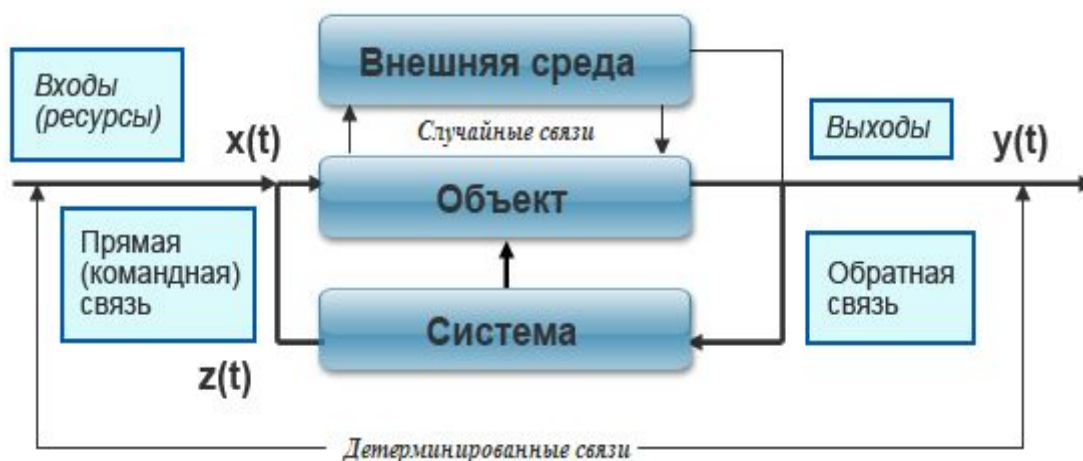 Внешняя среда
Входы
(ресурсы)
Случайные связи
Выходы
x(t)
y(t)
Объект
Прямая
(командная)
связь
Обратная
связь
Система
z(t)
Детерминированные связи